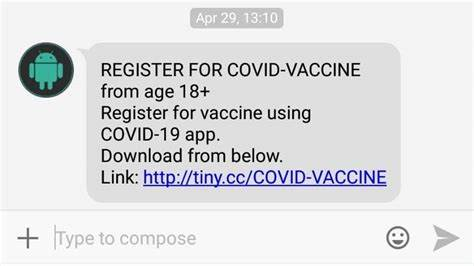 Apr 29, 13:10
REGISTER FOR COVID-VACCINE
from age 18+
Register for vaccine using
COVID-19 app.
Download from below.
Link: http://tiny.cc/COVID-VACCINE
Type to compose